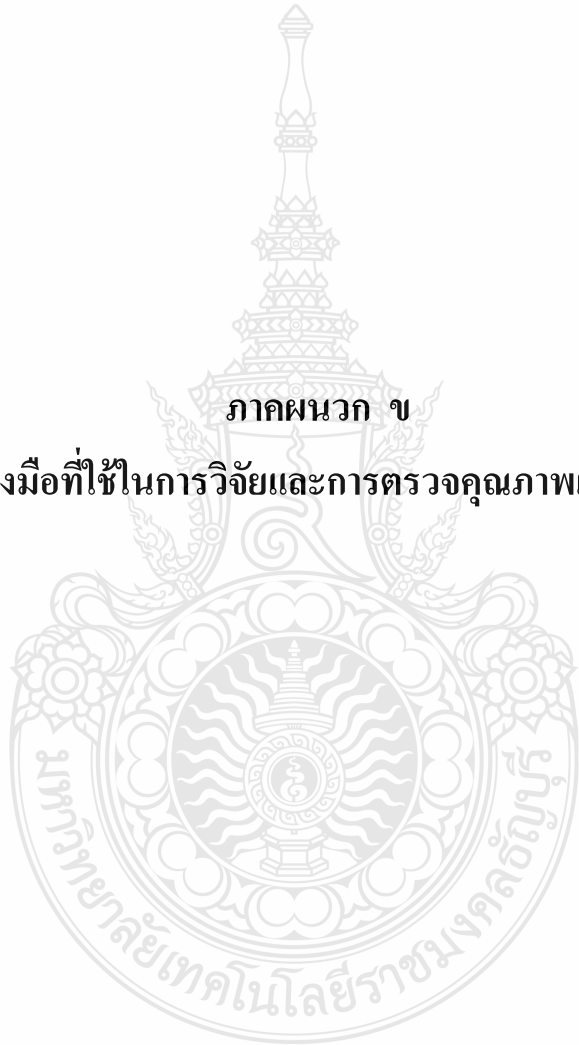 ภาคผนวก ข
งมือที่ใช้ในการวิจัยและการตรวจคุณภาพเ
มหาวิทยาลัยเทคโนโลยีราชมงคลธัญบุรี